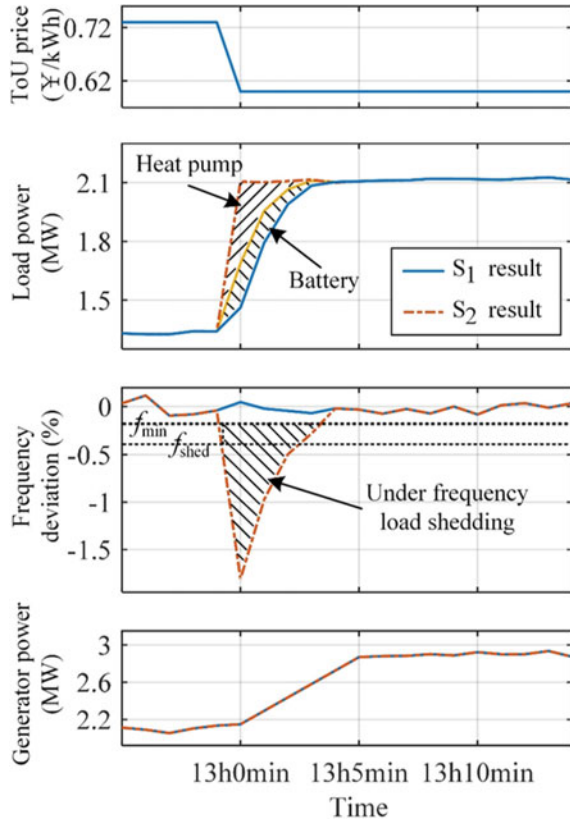 ToU price
(¥/kWh)
0.72
0.62
Load power
(MW)
2.1
1.8
1.5
Heat pump
Battery
S1 result
S2 result
Frequency
deviation (%)
0
-0.5
-1
-1.5
fmin
fshed
Under frequency
load shedding
Generator power
(MW)
3
2.6
2.2
13h0min 13h5min 13h10min
Time